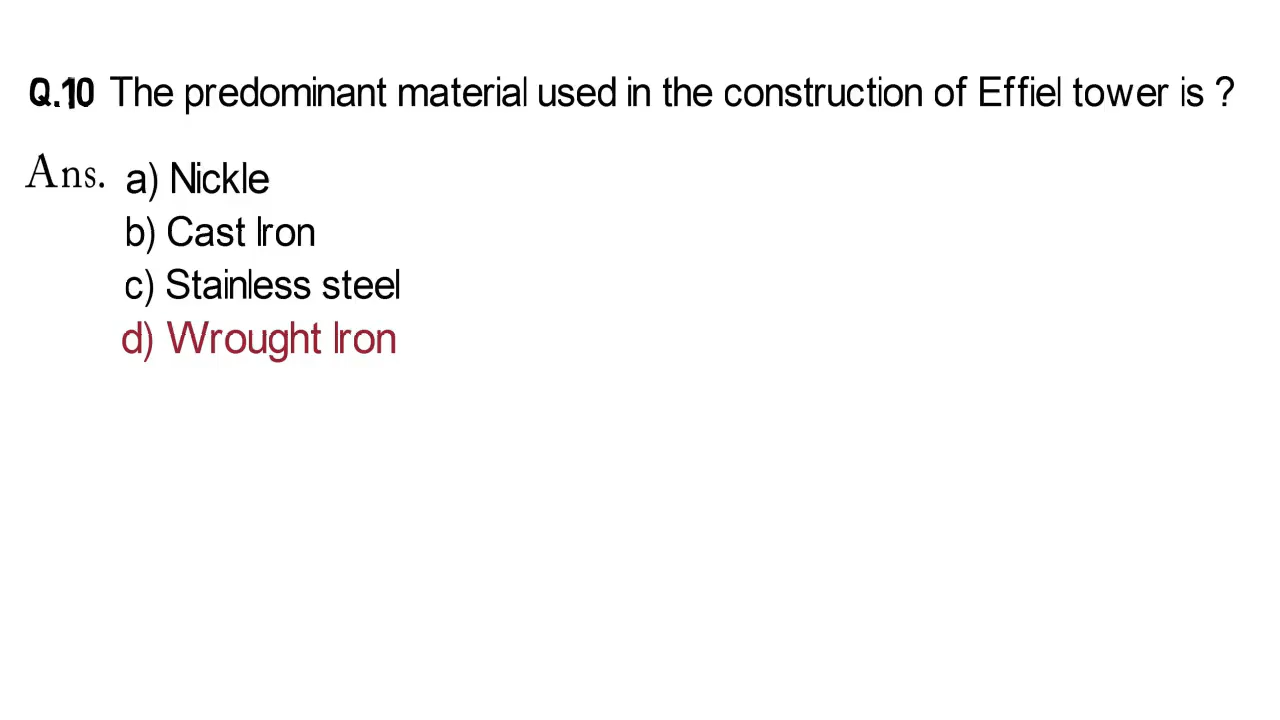 Q.10 The predominant material used in the construction of Effiel tower is ?
Ans. a) Nickle
b) Cast Iron
c) Stainless steel
d) Wrought Iron